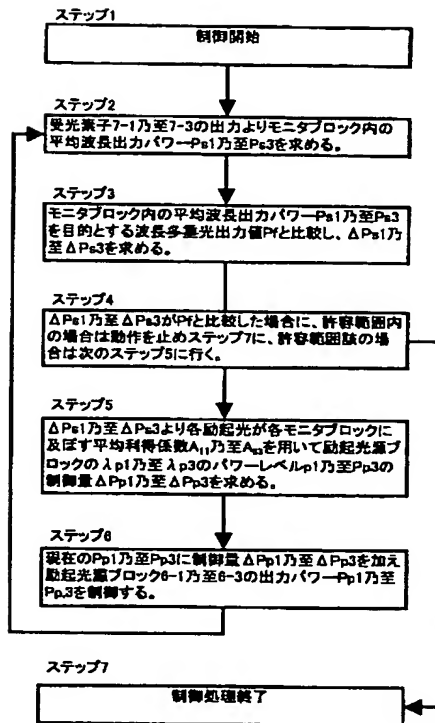 ステップ1
制御開始
ステップ2
受光素子7-1乃至7-3の出力よりモニタブロック内の
平均波長出力パワーPs1乃至Ps3を求める。
ステップ3
モニタブロック内の平均波長出力パワーPs1乃至Ps3
を目的とする波長多重光出力値Pfと比較し、ΔPs1乃
至ΔPs3を求める。
ステップ4
ΔPs1乃至ΔPs3がPfと比較した場合に、許容範囲内
の場合は動作を止めステップ7に、許容範囲該の場
合は次のステップ5に行く。
ステップ5
ΔPs1乃至ΔPs3より各励起光が各モニタブロックに
及ぼす平均利得係数A₁₁乃至A₃₃を用いて励起光源ブ
ロックのλp1乃至λp3のパワーレベルp1乃至Pp3の
制御量ΔPp1乃至ΔPp3を求める。
ステップ6
現在のPp1乃至Pp3に制御量ΔPp1乃至ΔPp3を加え
励起光源ブロック6-1乃至6-3の出力パワーPp1乃至
Pp3を制御する。
ステップ7
制御処理終了